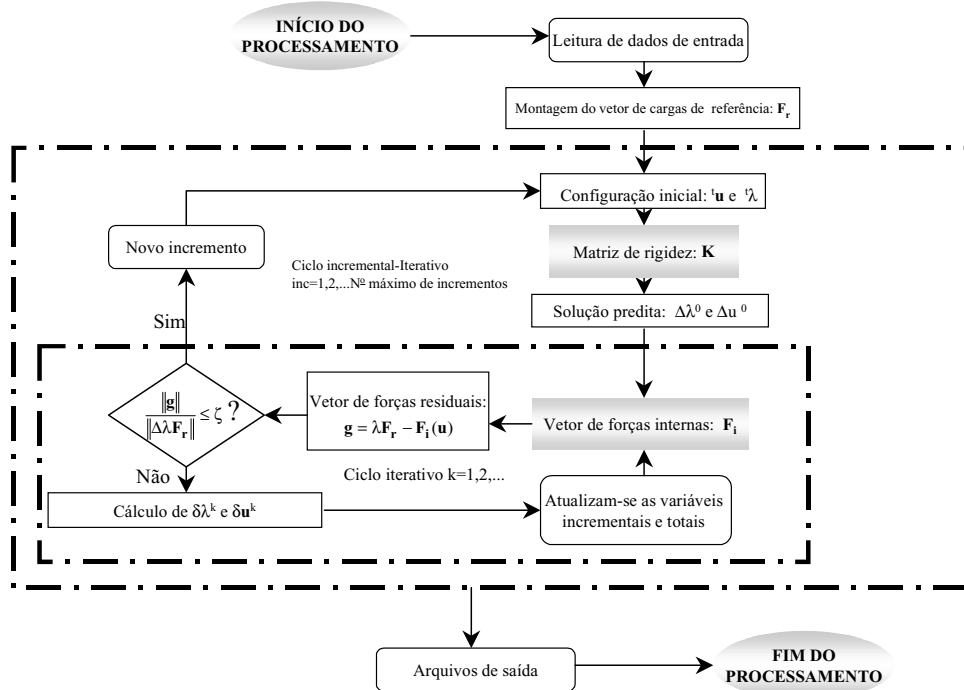 INÍCIO DO
PROCESSAMENTO
Leitura de dados de entrada
Montagem do vetor de cargas de referência: Fᵣ
Configuração inicial: ᵗu e ᵗλ
Novo incremento
Matriz de rigidez: K
Ciclo incremental-Iterativo
inc=1,2,...Nº máximo de incrementos
Solução predita: Δλ⁰ e Δu ⁰
Sim
‖g‖
‖ΔλFᵣ‖ ≤ ζ ?
Vetor de forças residuais:
g = λFᵣ − Fᵢ(u)
Vetor de forças internas: Fᵢ
Não
Ciclo iterativo k=1,2,...
Cálculo de δλᵏ e δuᵏ
Atualizam-se as variáveis
incrementais e totais
Arquivos de saída
FIM DO
PROCESSAMENTO